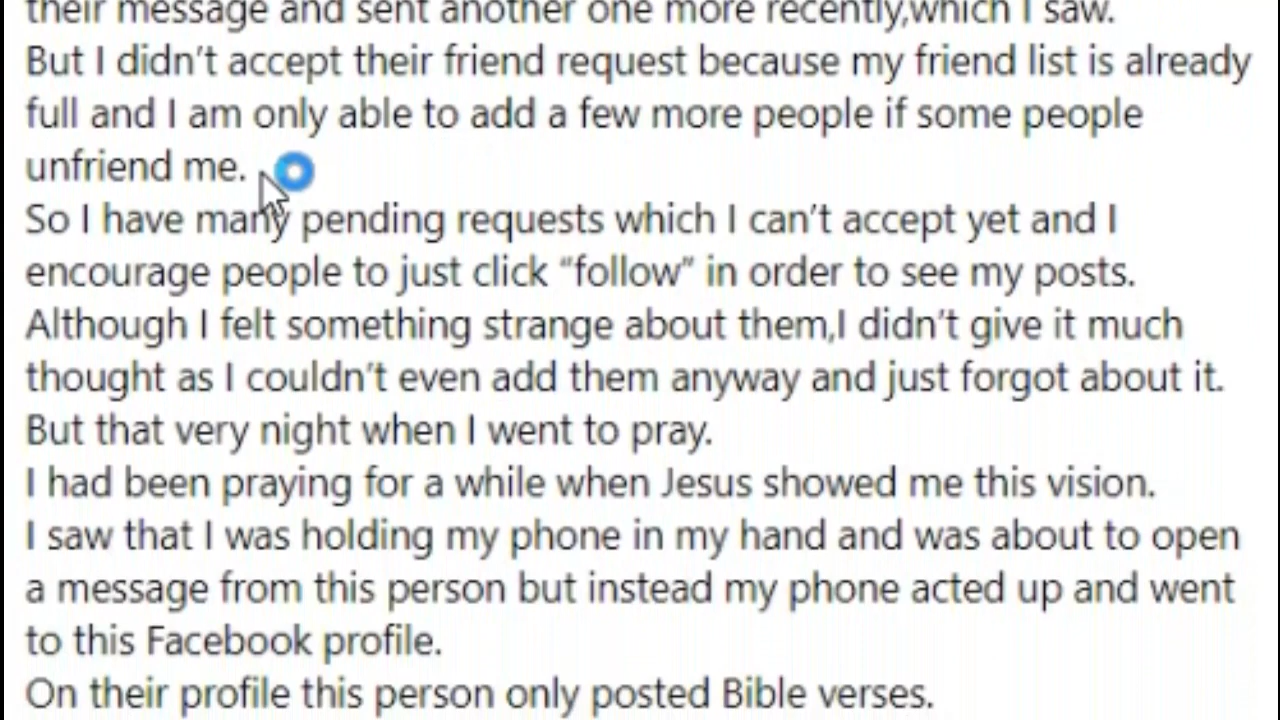 their message and sent another one more recently,which I saw.
But I didn’t accept their friend request because my friend list is already
full and I am only able to add a few more people if some people
unfriend me.
So I have many pending requests which I can’t accept yet and I
encourage people to just click “follow” in order to see my posts.
Although I felt something strange about them,I didn’t give it much
thought as I couldn’t even add them anyway and just forgot about it.
But that very night when I went to pray.
I had been praying for a while when Jesus showed me this vision.
I saw that I was holding my phone in my hand and was about to open
a message from this person but instead my phone acted up and went
to this Facebook profile.
On their profile this person only posted Bible verses.